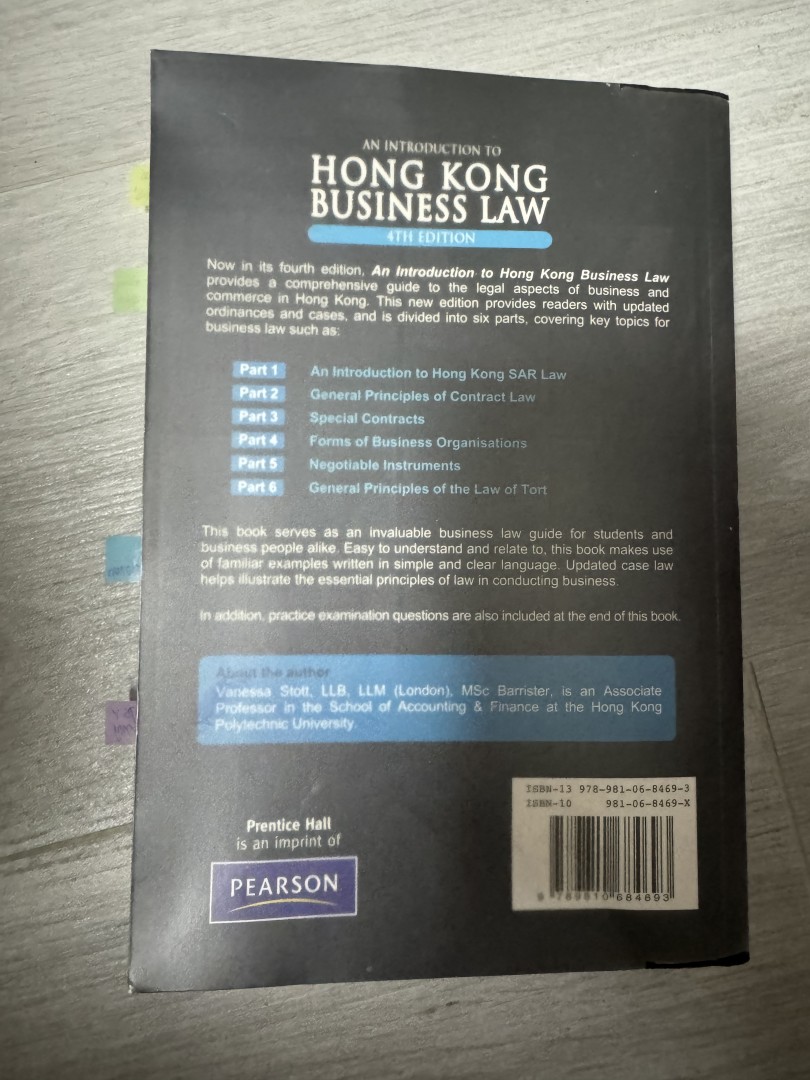 AN INTRODUCTION TO
HONG KONG
BUSINESS LAW
4TH EDITION
Now in its fourth edition, An Introduction to Hong Kong Business Law
provides a comprehensive guide to the legal aspects of business and
commerce in Hong Kong. This new edition provides readers with updated
ordinances and cases, and is divided into six parts, covering key topics for
business law such as:
Part 1 An Introduction to Hong Kong SAR Law
Part 2 General Principles of Contract Law
Part 3 Special Contracts
Part 4 Forms of Business Organisations
Part 5 Negotiable Instruments
Part 6 General Principles of the Law of Tort
This book serves as an invaluable business law guide for students and
business people alike. Easy to understand and relate to, this book makes use
of familiar examples written in simple and clear language. Updated case law
helps illustrate the essential principles of law in conducting business.
In addition, practice examination questions are also included at the end of this book.
About the author
Vanessa Stott, LLB, LLM (London), MSc Barrister, is an Associate
Professor in the School of Accounting & Finance at the Hong Kong
Polytechnic University.
ISBN-13 978-981-06-8469-3
ISBN-10 981-06-8469-X
9 789810 684693
Prentice Hall
is an imprint of
PEARSON